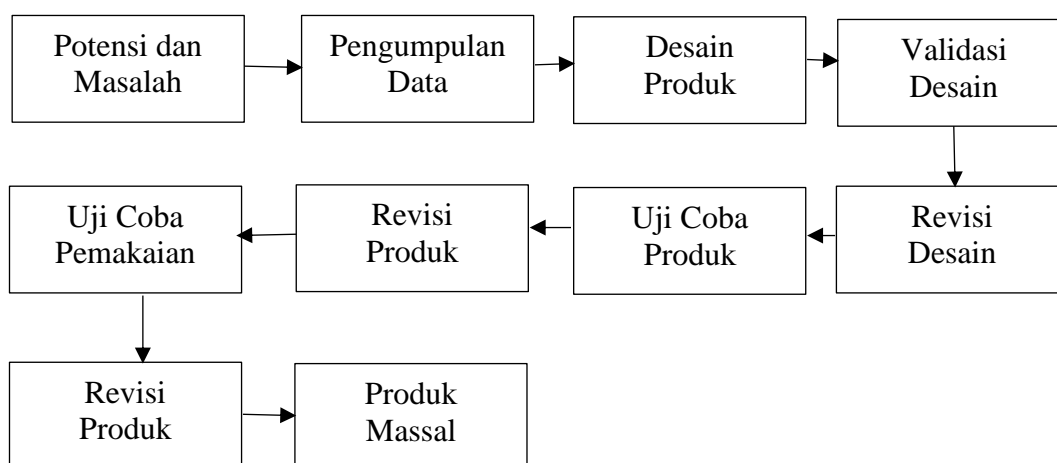 Potensi dan
Masalah
Pengumpulan
Data
Desain
Produk
Validasi
Desain
Revisi
Desain
Uji Coba
Produk
Revisi
Produk
Uji Coba
Pemakaian
Revisi
Produk
Produk
Massal